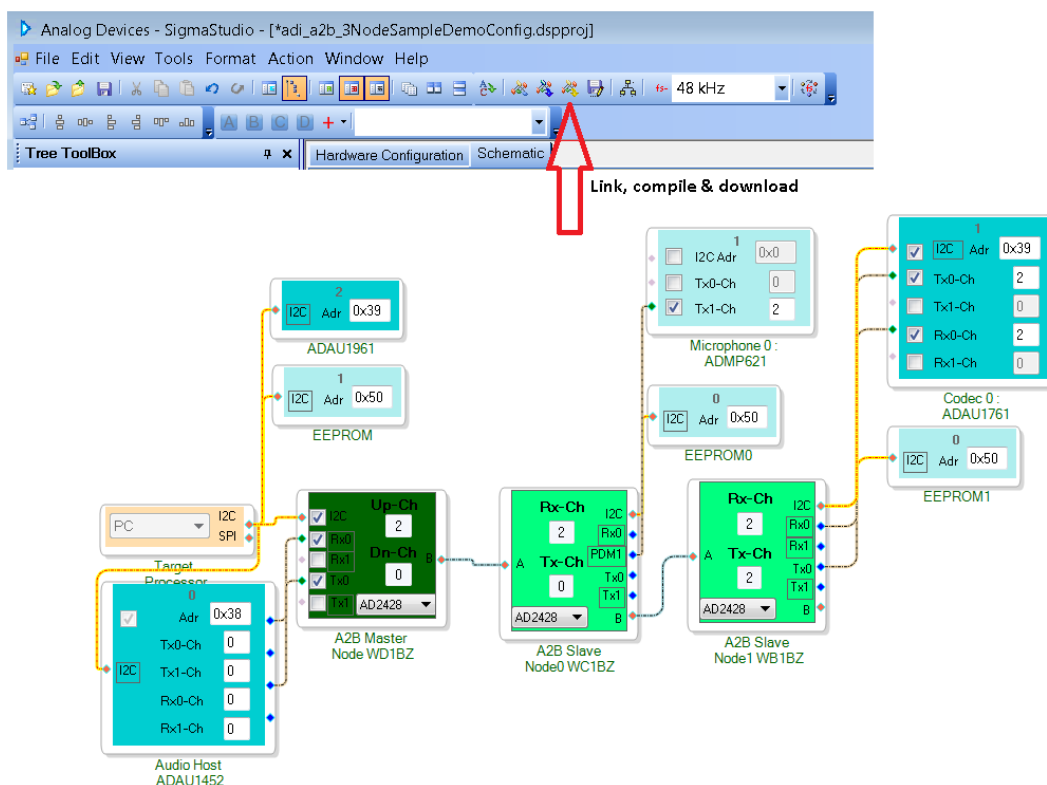 Analog Devices - SigmaStudio - [*adi_a2b_3NodeSampleDemoConfig.dspproj]
File Edit View Tools Format Action Window Help
fs- 48 kHz
A B C D
Tree ToolBox
Hardware Configuration Schematic
Link, compile & download
2
I2C Adr 0x39
ADAU1961
1
I2C Adr 0x50
EEPROM
PC I2C
SPI
Target
Processor
0
Adr 0x38
Tx0-Ch 0
I2C Tx1-Ch 0
Rx0-Ch 0
Rx1-Ch 0
Audio Host
ADAU1452
Up-Ch
I2C 2
Rx0
Dn-Ch
Rx1 0 B
Tx0
Tx1 AD2428
A2B Master
Node WD1BZ
Rx-Ch
I2C
2 Rx0
PDM1
A Tx-Ch
Tx0
0 Tx1
AD2428 B
A2B Slave
Node0 WC1BZ
1
I2C Adr 0x0
Tx0-Ch 0
Tx1-Ch 2
Microphone 0 :
ADMP621
0
I2C Adr 0x50
EEPROM0
Rx-Ch
I2C
2 Rx0
Rx1
A Tx-Ch
Tx0
2 Tx1
AD2428 B
A2B Slave
Node1 WB1BZ
1
I2C Adr 0x39
Tx0-Ch 2
Tx1-Ch 0
Rx0-Ch 2
Rx1-Ch 0
Codec 0 :
ADAU1761
0
I2C Adr 0x50
EEPROM1